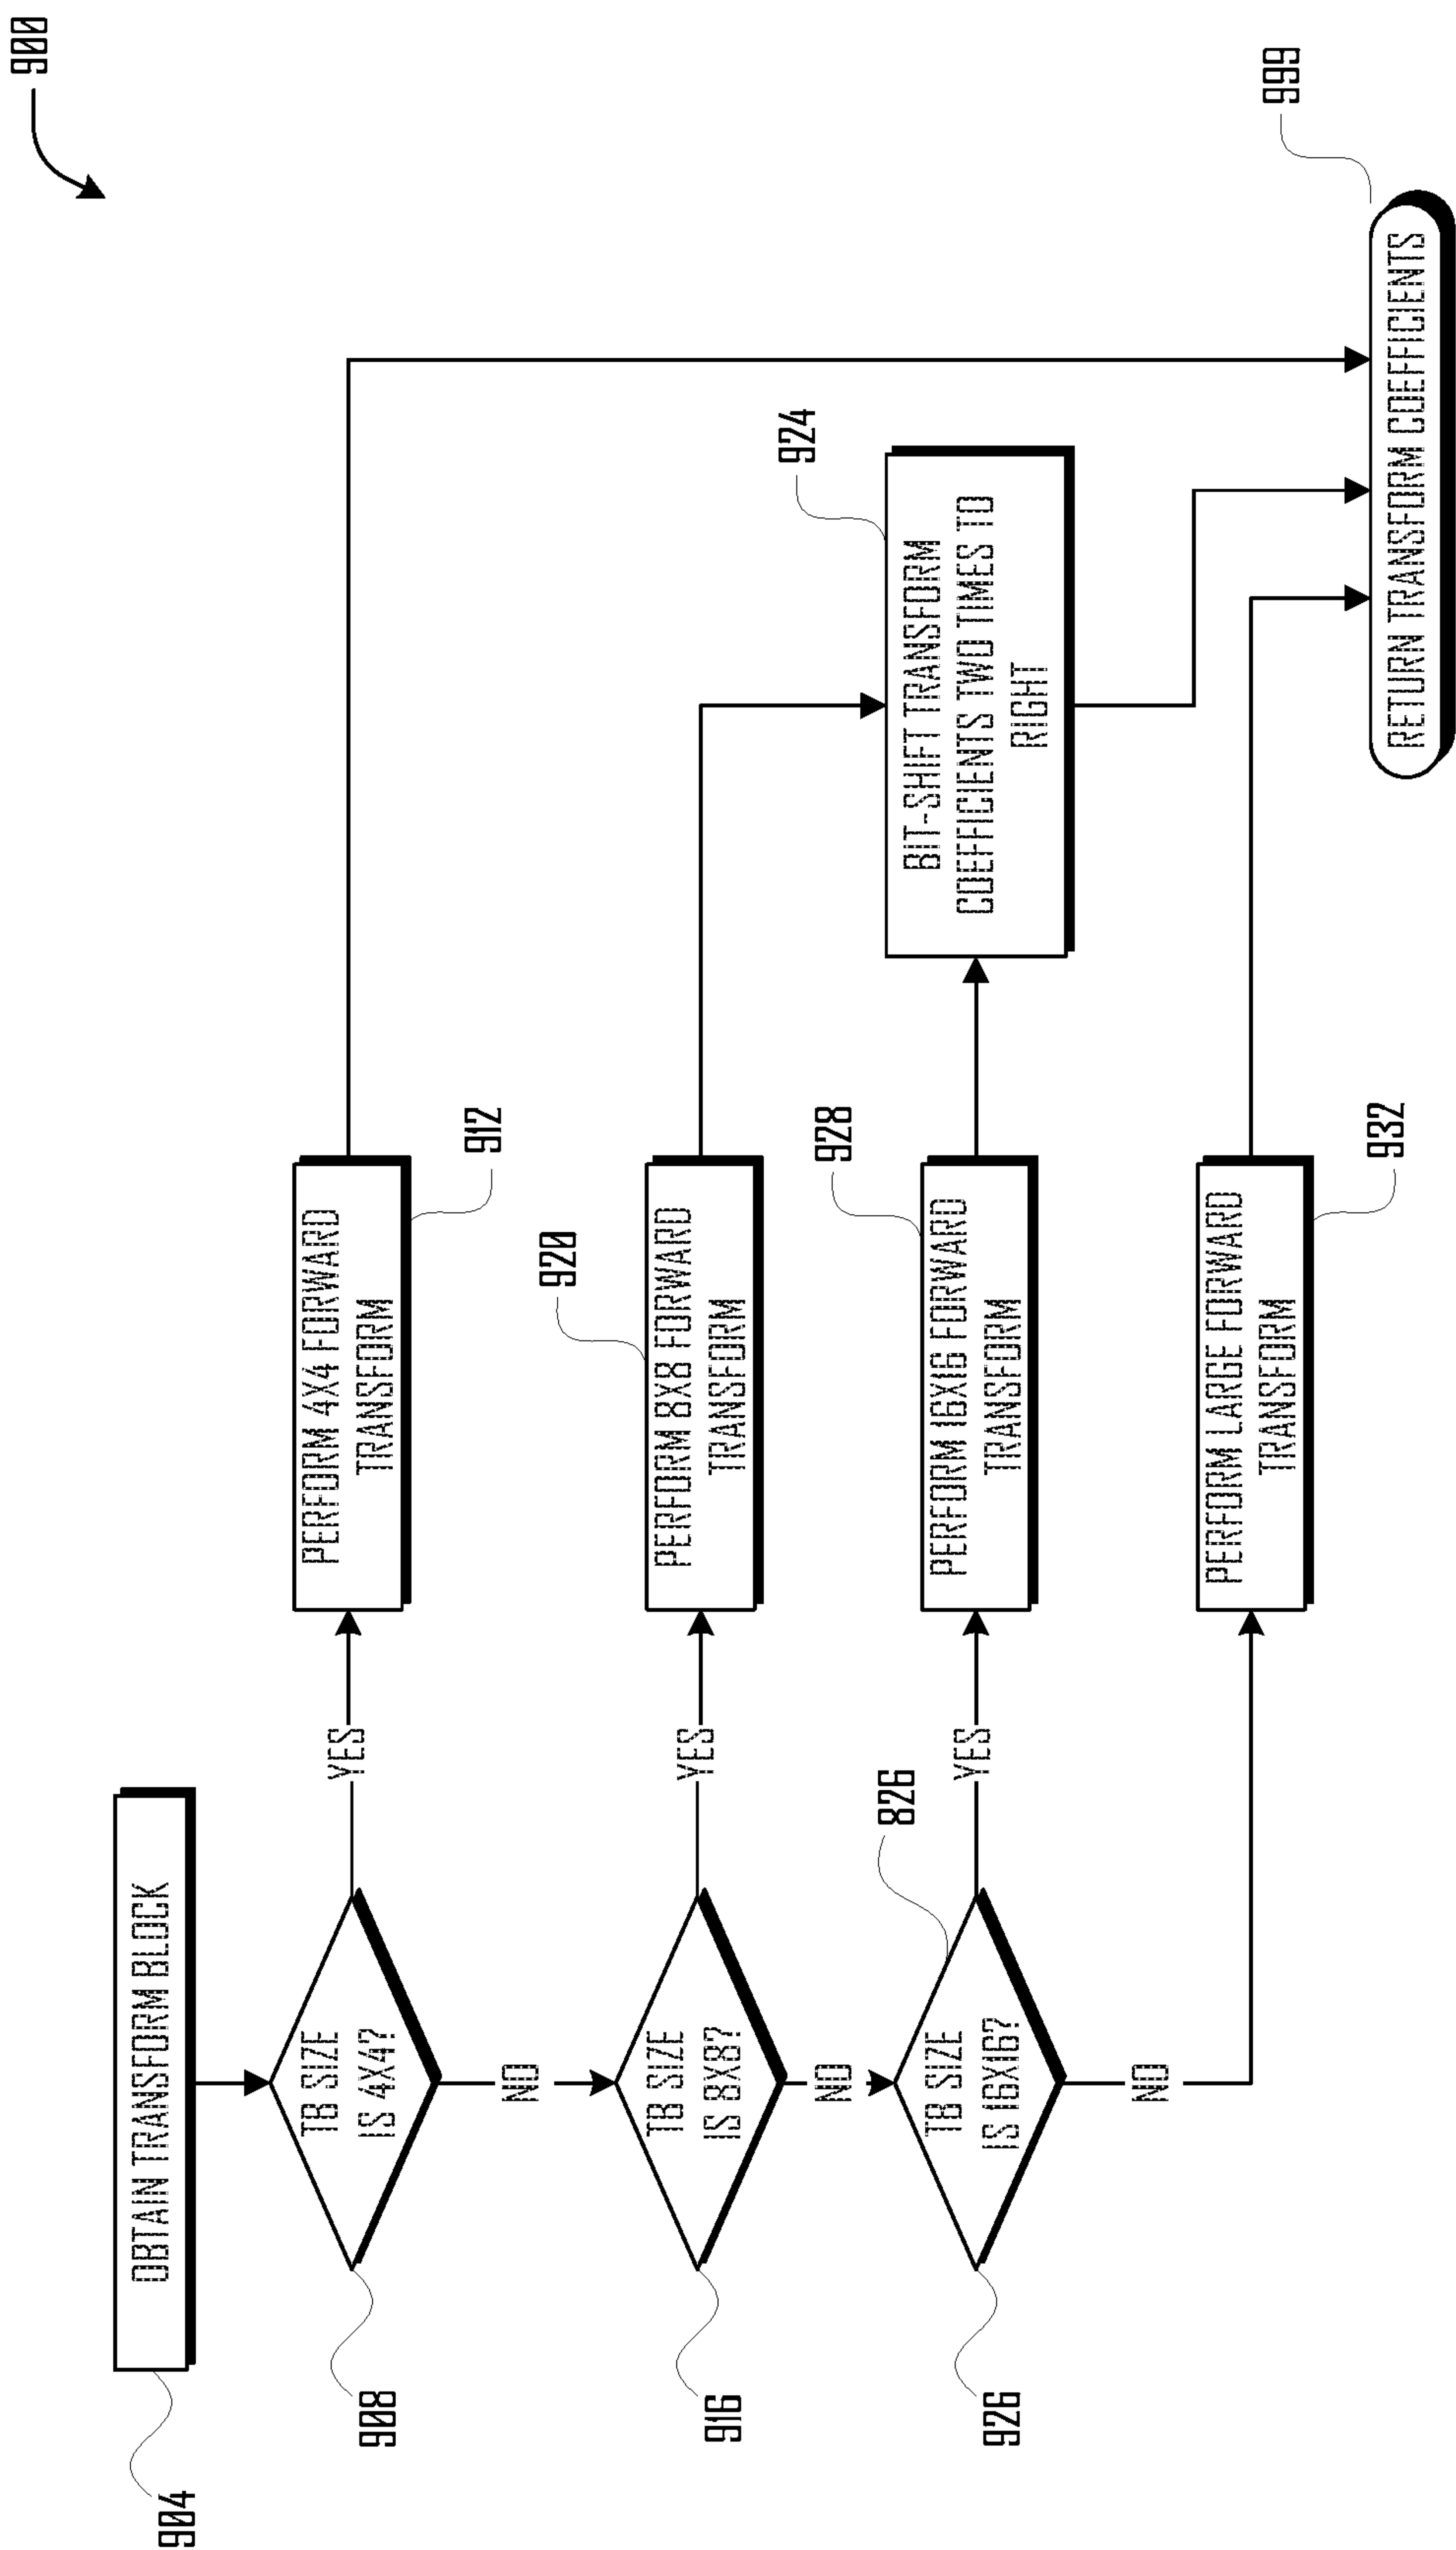 900
OBTAIN TRANSFORM BLOCK
904
TB SIZE
IS 4X4?
908
YES
NO
PERFORM 4X4 FORWARD
TRANSFORM
912
TB SIZE
IS 8X8?
916
YES
NO
PERFORM 8X8 FORWARD
TRANSFORM
920
TB SIZE
IS 16X16?
926
826
YES
NO
PERFORM 16X16 FORWARD
TRANSFORM
928
BIT-SHIFT TRANSFORM
COEFFICIENTS TWO TIMES TO
RIGHT
924
PERFORM LARGE FORWARD
TRANSFORM
932
RETURN TRANSFORM COEFFICIENTS
999